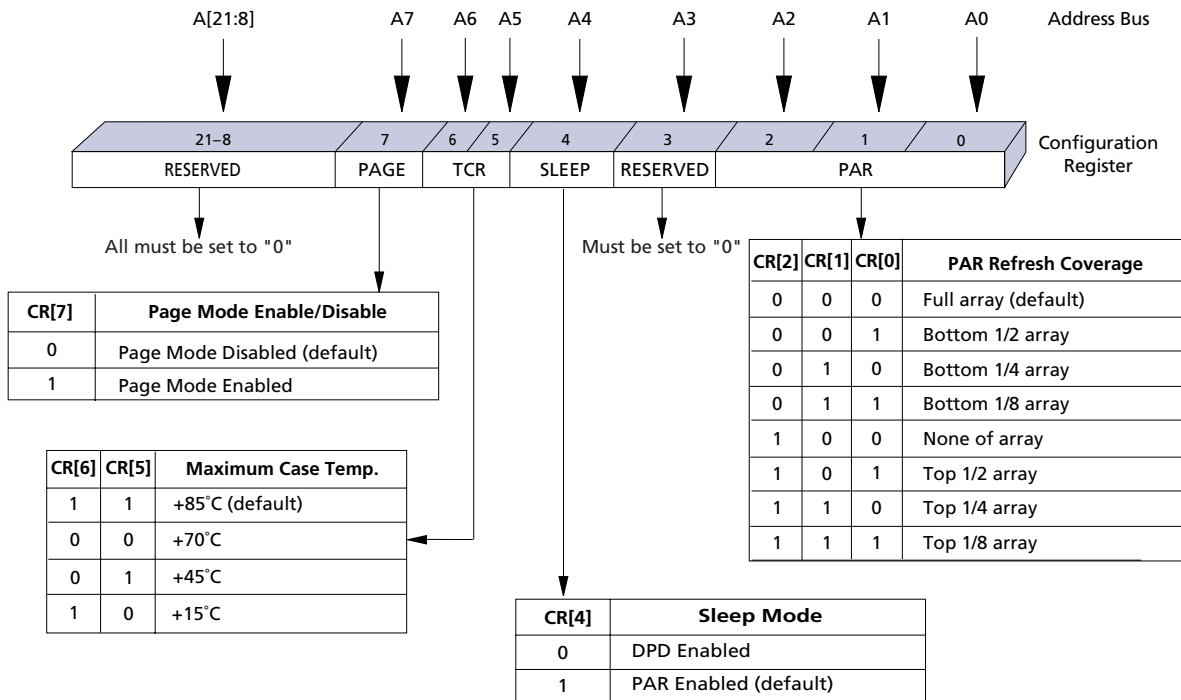 A[21:8] A7 A6 A5 A4 A3 A2 A1 A0 Address Bus
21–8 7 6 5 4 3 2 1 0
Configuration
Register
RESERVED PAGE TCR SLEEP RESERVED PAR
All must be set to "0"
Must be set to "0"
CR[7] Page Mode Enable/Disable
0 Page Mode Disabled (default)
1 Page Mode Enabled
CR[2] CR[1] CR[0] PAR Refresh Coverage
0 0 0 Full array (default)
0 0 1 Bottom 1/2 array
0 1 0 Bottom 1/4 array
0 1 1 Bottom 1/8 array
1 0 0 None of array
1 0 1 Top 1/2 array
1 1 0 Top 1/4 array
1 1 1 Top 1/8 array
CR[6] CR[5] Maximum Case Temp.
1 1 +85˚C (default)
0 0 +70˚C
0 1 +45˚C
1 0 +15˚C
CR[4] Sleep Mode
0 DPD Enabled
1 PAR Enabled (default)